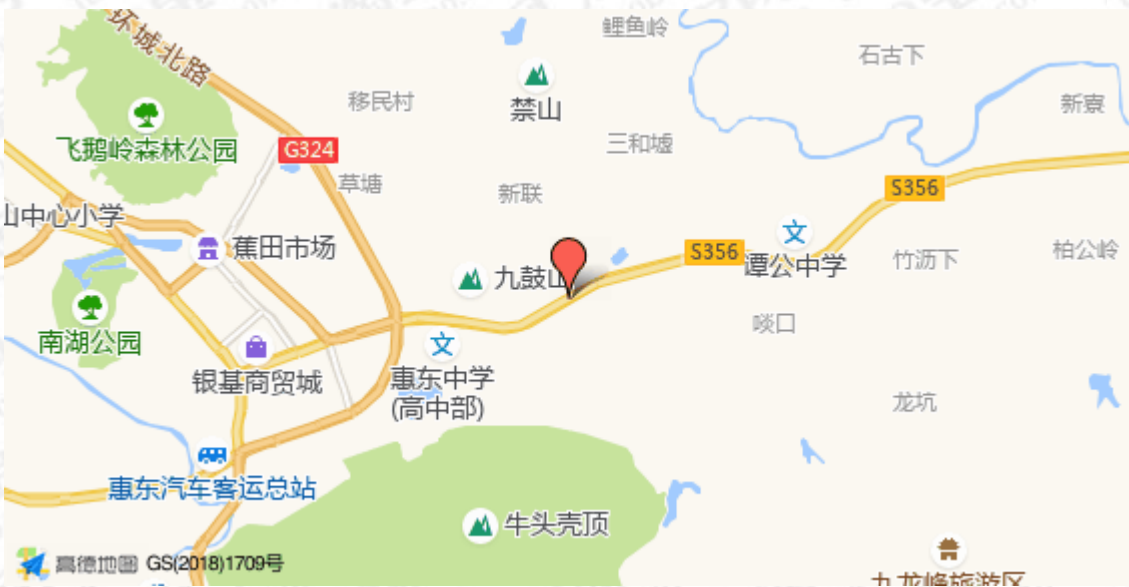 环城北路
鲤鱼岭
石古下
移民村
禁山
新寮
飞鹅岭森林公园
G324
三和墟
草塘
新联
S356
山中心小学
蕉田市场
S356
谭公中学
竹沥下
柏公岭
九鼓山
南湖公园
啖口
银基商贸城
惠东中学
(高中部)
龙坑
惠东汽车客运总站
牛头壳顶
高德地图 GS(2018)1709号
九龙峰旅游区